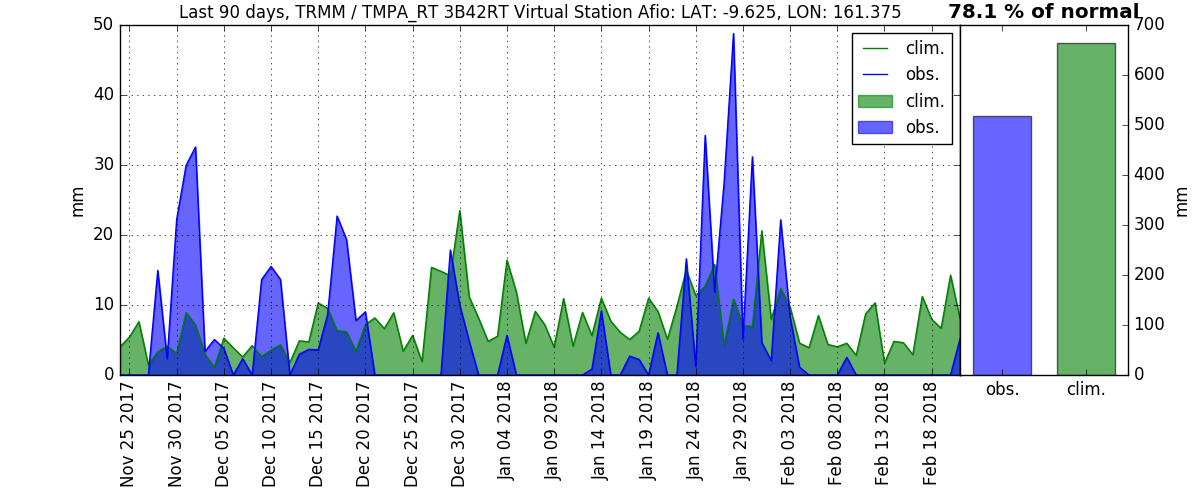 Last 90 days, TRMM / TMPA_RT 3B42RT Virtual Station Afio: LAT: -9.625, LON: 161.375
78.1 % of normal
50
40
30
20
10
0
mm
clim.
obs.
clim.
obs.
700
600
500
400
300
200
100
0
mm
obs.
clim.
Nov 25 2017
Nov 30 2017
Dec 05 2017
Dec 10 2017
Dec 15 2017
Dec 20 2017
Dec 25 2017
Dec 30 2017
Jan 04 2018
Jan 09 2018
Jan 14 2018
Jan 19 2018
Jan 24 2018
Jan 29 2018
Feb 03 2018
Feb 08 2018
Feb 13 2018
Feb 18 2018